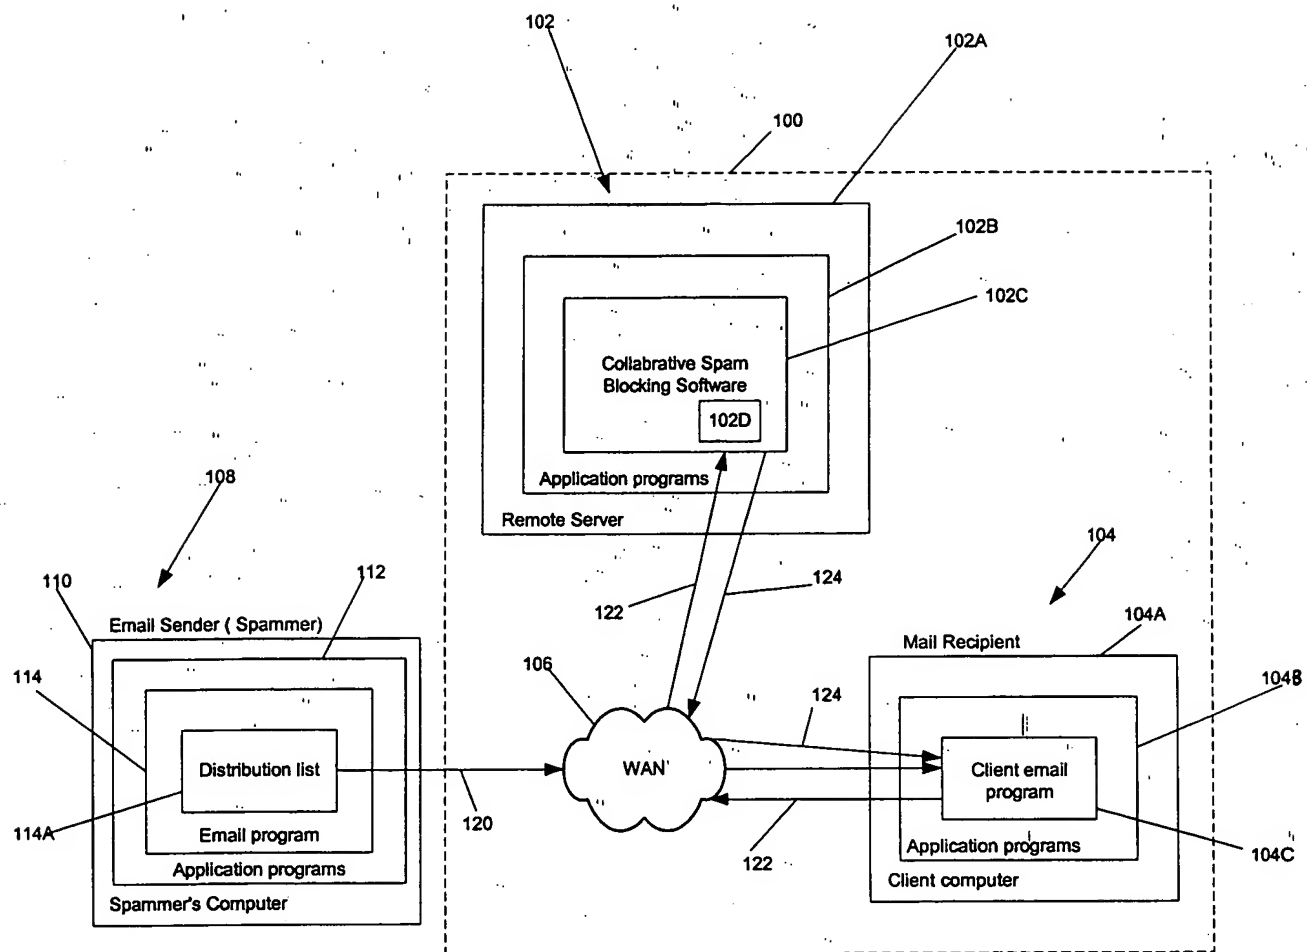 102
102A
100
102B
102C
Collabrative Spam
Blocking Software
102D
Application programs
Remote Server
108
104
110
112
122
124
Email Sender ( Spammer)
Mail Recipient
104A
114
106
124
104B
Distribution list
WAN
Client email
program
114A
Email program
120
122
Application programs
104C
Application programs
Client computer
Spammer's Computer